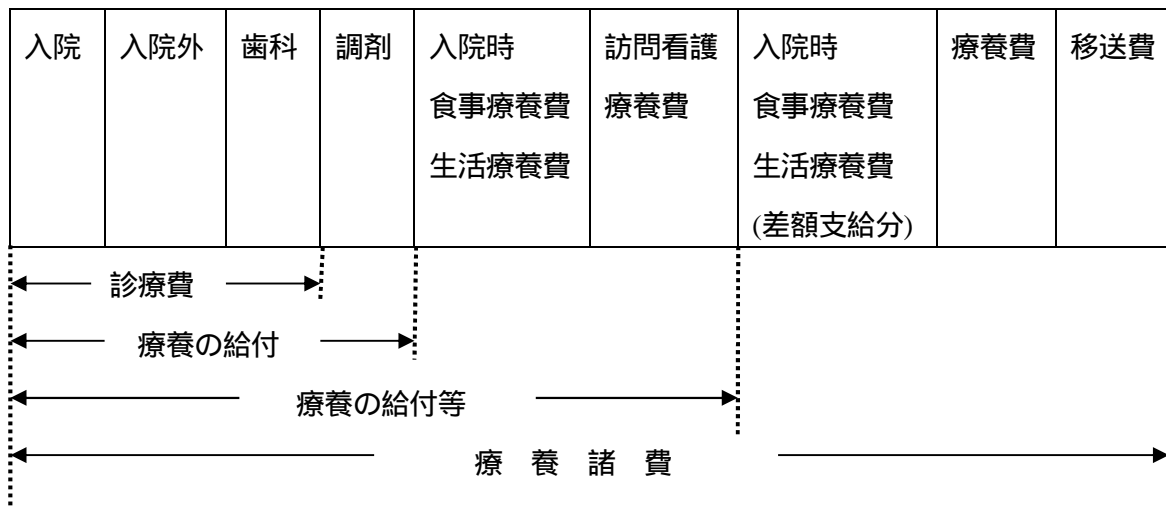 入院
入院外
歯科
調剤
入院時
食事療養費
生活療養費
訪問看護
療養費
入院時
食事療養費
生活療養費
(差額支給分)
療養費
移送費
診療費
療養の給付
療養の給付等
療 養 諸 費